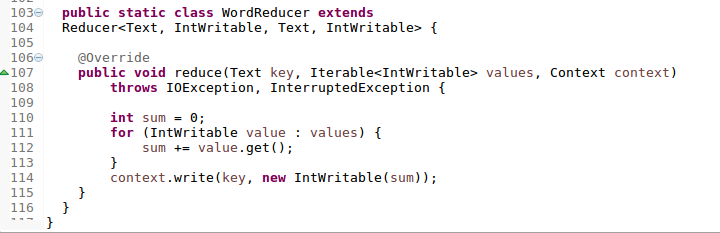 103 public static class WordReducer extends
104 Reducer<Text, IntWritable, Text, IntWritable> {
105
106 @Override
107 public void reduce(Text key, Iterable<IntWritable> values, Context context)
108 throws IOException, InterruptedException {
109
110 int sum = 0;
111 for (IntWritable value : values) {
112 sum += value.get();
113 }
114 context.write(key, new IntWritable(sum));
115 }
116 }
}